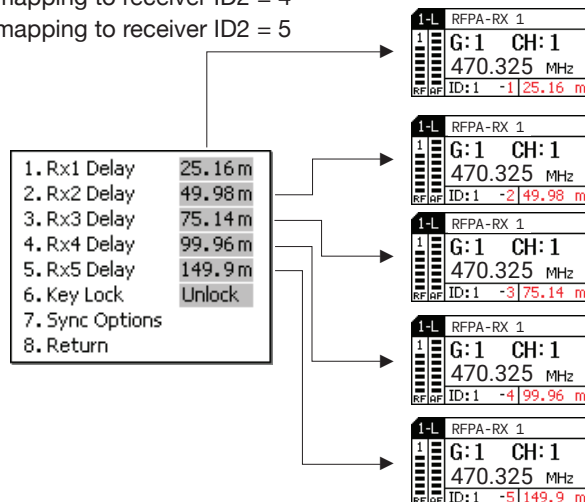 mapping to receiver ID2 = 4
mapping to receiver ID2 = 5
1. Rx1 Delay 25.16 m
2. Rx2 Delay 49.98 m
3. Rx3 Delay 75.14 m
4. Rx4 Delay 99.96 m
5. Rx5 Delay 149.9 m
6. Key Lock Unlock
7. Sync Options
8. Return
1-L RFPA-RX 1
1 G:1 CH:1
470.325 MHz
RF AF ID:1 -1 25.16 m
1-L RFPA-RX 1
1 G:1 CH:1
470.325 MHz
RF AF ID:1 -2 49.98 m
1-L RFPA-RX 1
1 G:1 CH:1
470.325 MHz
RF AF ID:1 -3 75.14 m
1-L RFPA-RX 1
1 G:1 CH:1
470.325 MHz
RF AF ID:1 -4 99.96 m
1-L RFPA-RX 1
1 G:1 CH:1
470.325 MHz
RF AF ID:1 -5 149.9 m